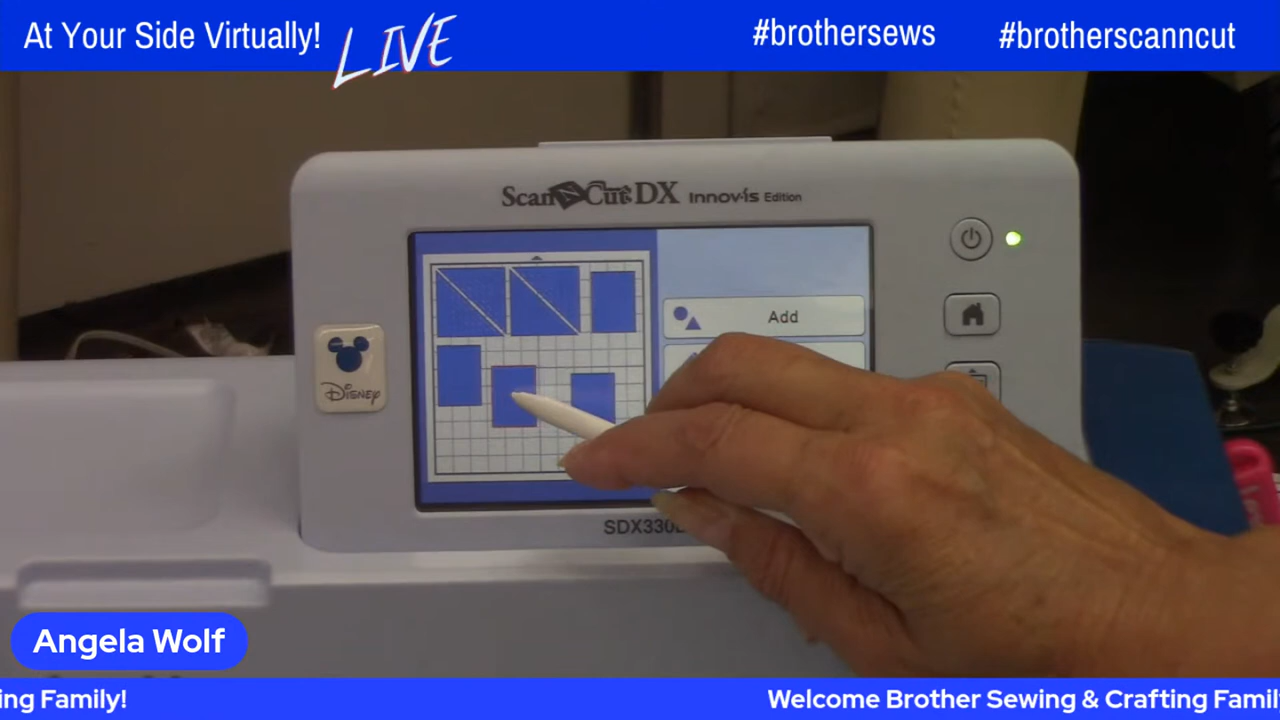 At Your Side Virtually! LIVE
#brothersews
#brotherscanncut
ScanNCut DX Innov-ís Edition
Add
Disney
Angela Wolf
ing Family!
Welcome Brother Sewing & Crafting Famil